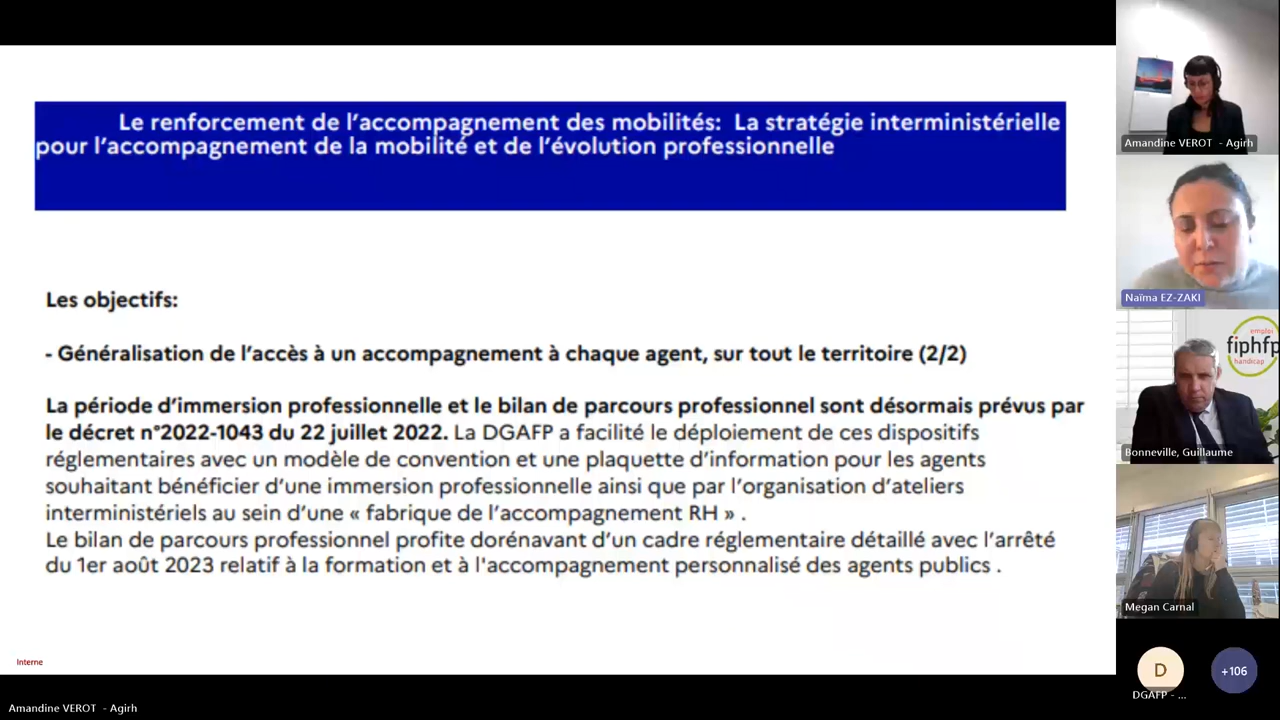 Le renforcement de l’accompagnement des mobilités: La stratégie interministérielle
pour l’accompagnement de la mobilité et de l’évolution professionnelle
Les objectifs:
- Généralisation de l’accès à un accompagnement à chaque agent, sur tout le territoire (2/2)
La période d’immersion professionnelle et le bilan de parcours professionnel sont désormais prévus par
le décret n°2022-1043 du 22 juillet 2022. La DGAFP a facilité le déploiement de ces dispositifs
réglementaires avec un modèle de convention et une plaquette d’information pour les agents
souhaitant bénéficier d’une immersion professionnelle ainsi que par l’organisation d’ateliers
interministériels au sein d’une « fabrique de l’accompagnement RH » .
Le bilan de parcours professionnel profite dorénavant d’un cadre réglementaire détaillé avec l’arrêté
du 1er août 2023 relatif à la formation et à l'accompagnement personnalisé des agents publics .
Interne
Amandine VEROT - Agirh
Amandine VEROT - Agirh
Naïma EZ-ZAKI
emploi
fiphfp
handicap
Bonneville, Guillaume
Megan Carnal
D
DGAFP - ...
+106